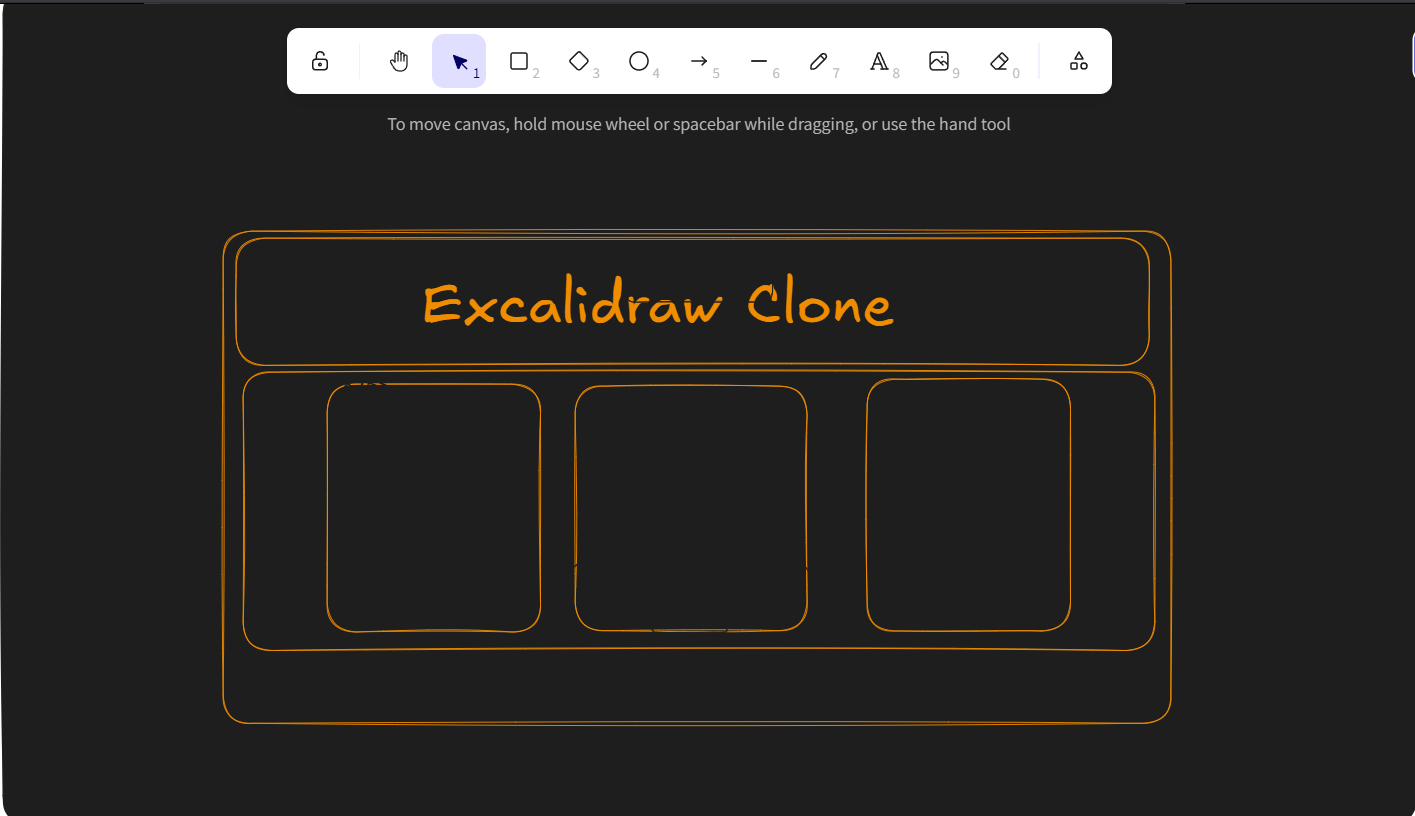 1 2 3 4 5 6 7 8 9 0
To move canvas, hold mouse wheel or spacebar while dragging, or use the hand tool
Excalidraw Clone